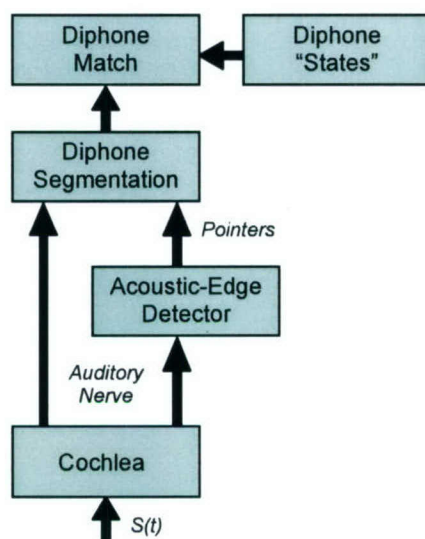 Diphone
Match
Diphone
“States”
Diphone
Segmentation
Pointers
Acoustic-Edge
Detector
Auditory
Nerve
Cochlea
S(t)